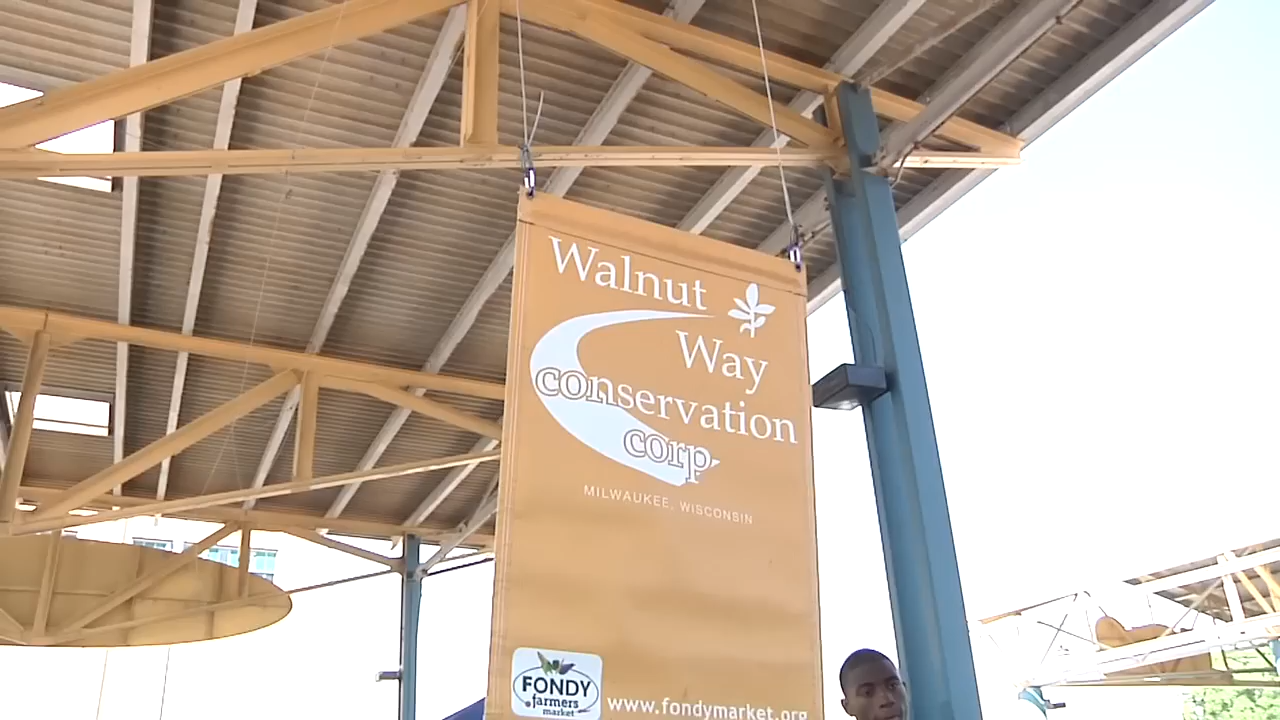 Walnut
Way
conservation
corp
MILWAUKEE, WISCONSIN
FONDY
farmers
market
www.fondymarket.org